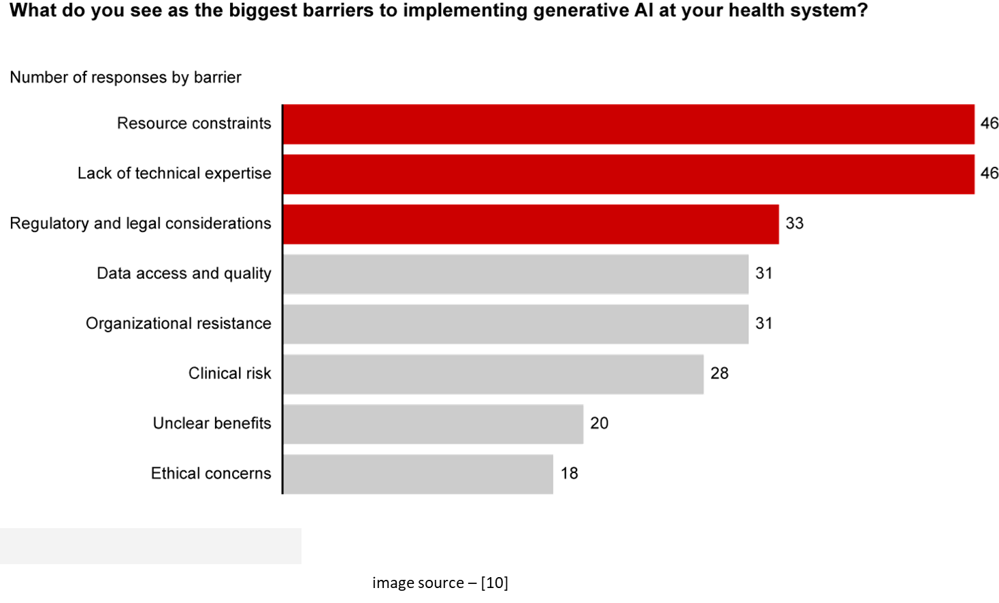 What do you see as the biggest barriers to implementing generative AI at your health system?
Number of responses by barrier
Resource constraints 46
Lack of technical expertise 46
Regulatory and legal considerations 33
Data access and quality 31
Organizational resistance 31
Clinical risk 28
Unclear benefits 20
Ethical concerns 18
image source – [10]